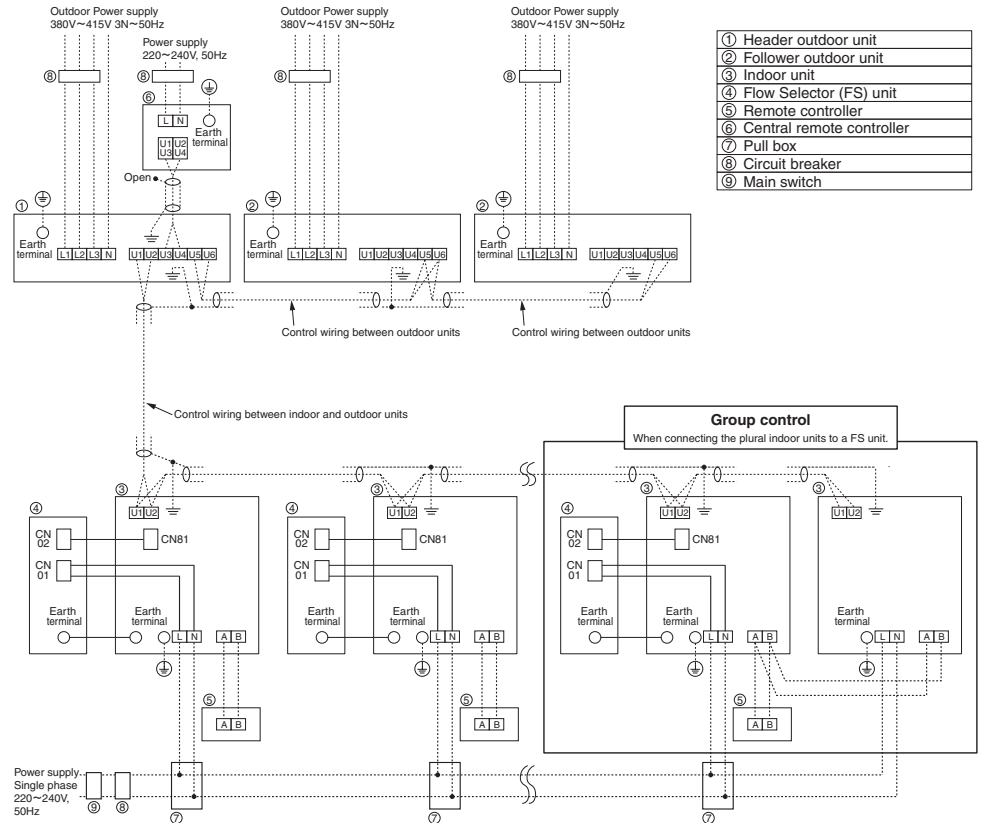 Outdoor Power supply
380V~415V 3N~50Hz
Outdoor Power supply
380V~415V 3N~50Hz
Outdoor Power supply
380V~415V 3N~50Hz
Power supply
220~240V, 50Hz
① Header outdoor unit
② Follower outdoor unit
③ Indoor unit
④ Flow Selector (FS) unit
⑤ Remote controller
⑥ Central remote controller
⑦ Pull box
⑧ Circuit breaker
⑨ Main switch
⑧
⑧
⑧
⑧
⑥
L N
Earth
terminal
U1 U2
U3 U4
Open
①
Earth
terminal
L1 L2 L3 N
U1 U2 U3 U4 U5 U6
②
Earth
terminal
L1 L2 L3 N
U1 U2 U3 U4 U5 U6
②
Earth
terminal
L1 L2 L3 N
U1 U2 U3 U4 U5 U6
Control wiring between outdoor units
Control wiring between outdoor units
Control wiring between indoor and outdoor units
Group control
When connecting the plural indoor units to a FS unit.
④
CN
02
CN
01
Earth
terminal
③
U1 U2
CN81
Earth
terminal
L N
A B
⑤
A B
④
CN
02
CN
01
Earth
terminal
③
U1 U2
CN81
Earth
terminal
L N
A B
⑤
A B
④
CN
02
CN
01
Earth
terminal
③
U1 U2
CN81
Earth
terminal
L N
A B
⑤
A B
③
U1 U2
Earth
terminal
L N
A B
Power supply
Single phase
220~240V,
50Hz
⑨
⑧
⑦
⑦
⑦